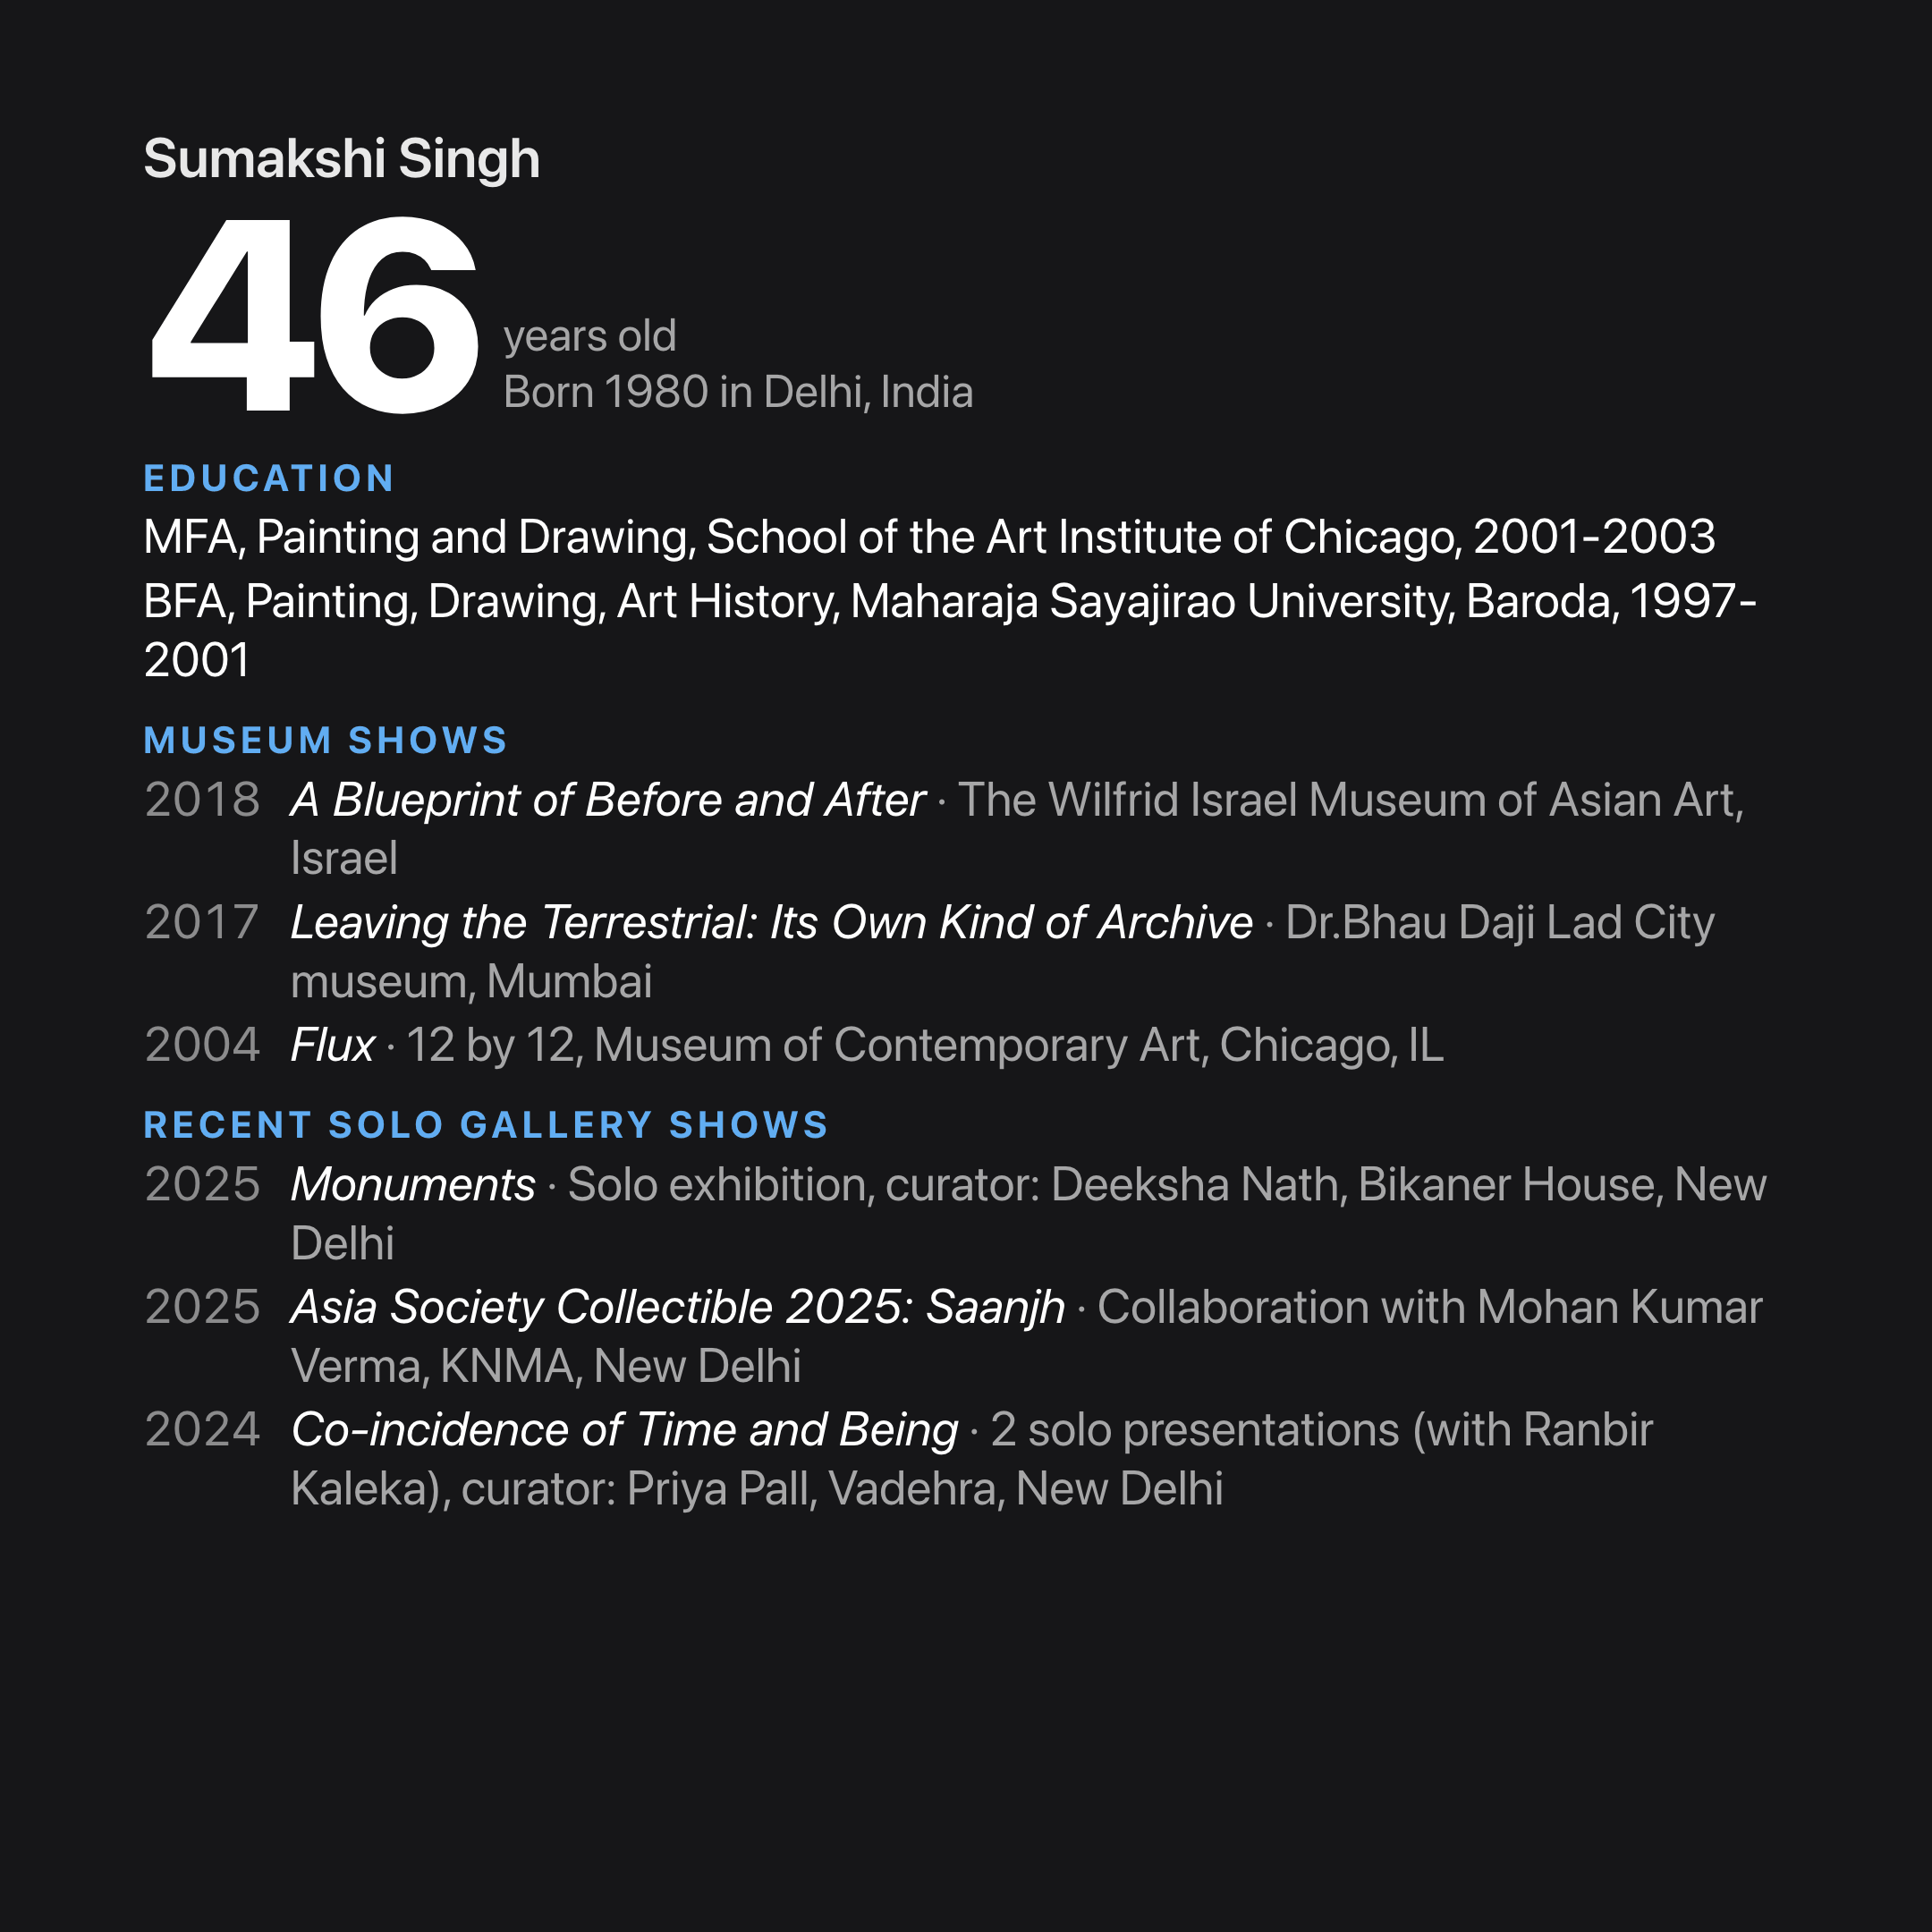 Sumakshi Singh
46
years old
Born 1980 in Delhi, India
EDUCATION
MFA, Painting and Drawing, School of the Art Institute of Chicago, 2001-2003
BFA, Painting, Drawing, Art History, Maharaja Sayajirao University, Baroda, 1997-
2001
MUSEUM SHOWS
2018 A Blueprint of Before and After · The Wilfrid Israel Museum of Asian Art,
Israel
2017 Leaving the Terrestrial: Its Own Kind of Archive · Dr.Bhau Daji Lad City
museum, Mumbai
2004 Flux · 12 by 12, Museum of Contemporary Art, Chicago, IL
RECENT SOLO GALLERY SHOWS
2025 Monuments · Solo exhibition, curator: Deeksha Nath, Bikaner House, New
Delhi
2025 Asia Society Collectible 2025: Saanjh · Collaboration with Mohan Kumar
Verma, KNMA, New Delhi
2024 Co-incidence of Time and Being · 2 solo presentations (with Ranbir
Kaleka), curator: Priya Pall, Vadehra, New Delhi